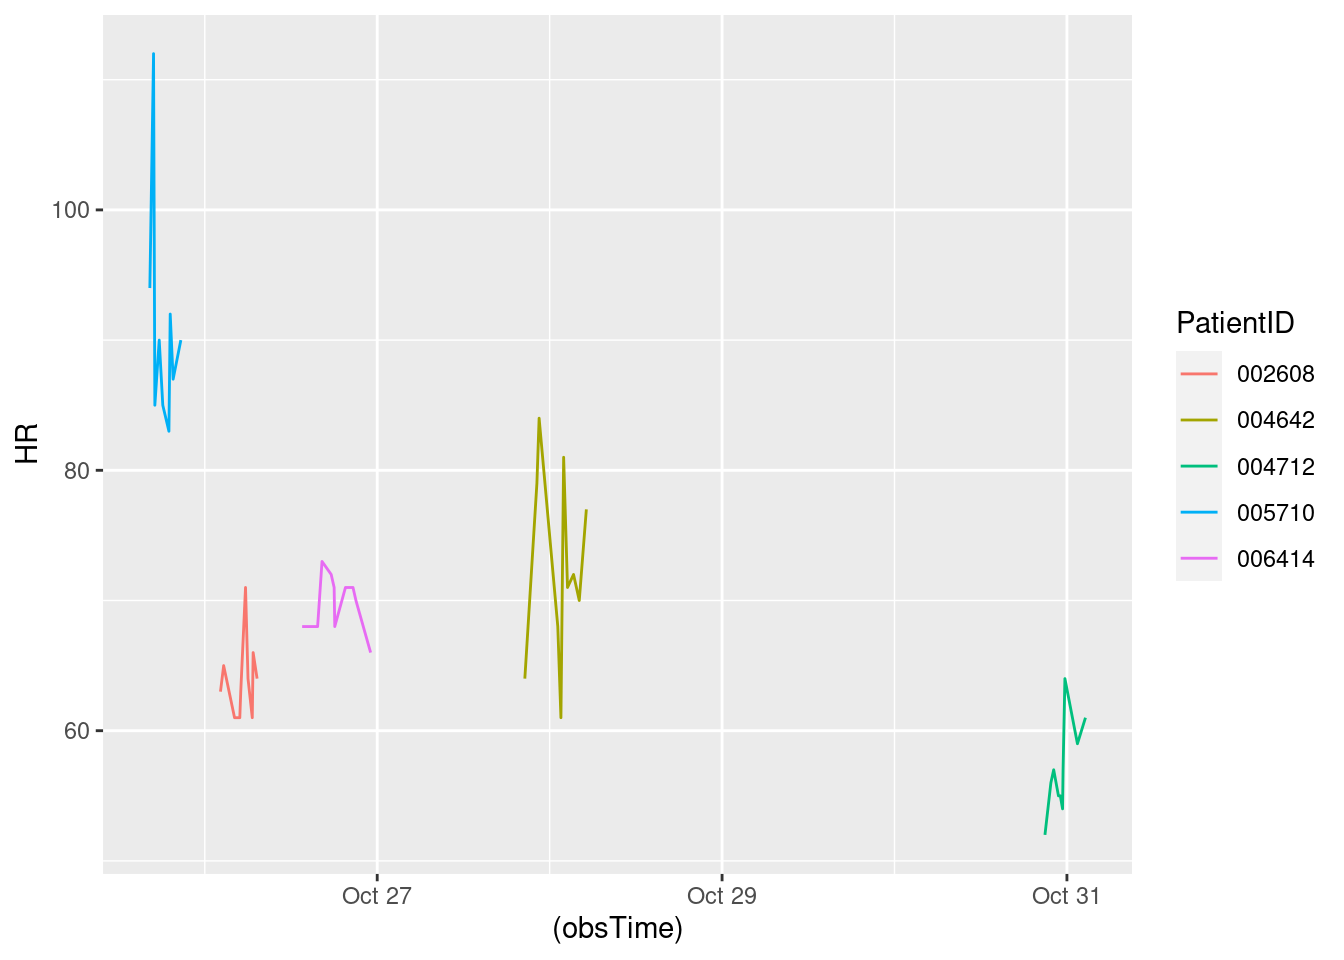 100
80
60
HR
Oct 27
Oct 29
Oct 31
(obsTime)
PatientID
002608
004642
004712
005710
006414